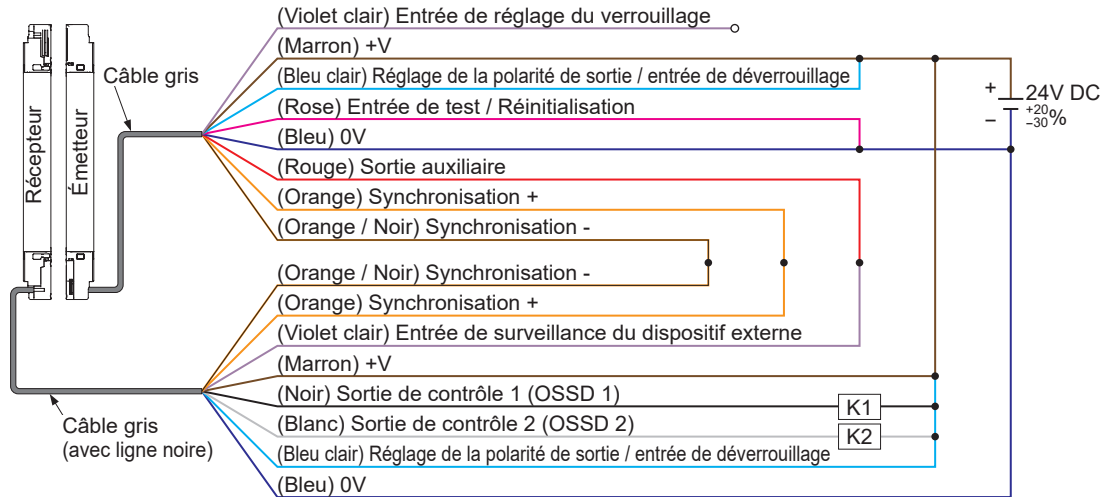 (Violet clair) Entrée de réglage du verrouillage
(Marron) +V
Câble gris
(Bleu clair) Réglage de la polarité de sortie / entrée de déverrouillage
+
24V DC
+20
−30%
−
(Rose) Entrée de test / Réinitialisation
(Bleu) 0V
Récepteur
Émetteur
(Rouge) Sortie auxiliaire
(Orange) Synchronisation +
(Orange / Noir) Synchronisation -
(Orange / Noir) Synchronisation -
(Orange) Synchronisation +
(Violet clair) Entrée de surveillance du dispositif externe
(Marron) +V
(Noir) Sortie de contrôle 1 (OSSD 1)
K1
Câble gris
(avec ligne noire)
(Blanc) Sortie de contrôle 2 (OSSD 2)
K2
(Bleu clair) Réglage de la polarité de sortie / entrée de déverrouillage
(Bleu) 0V